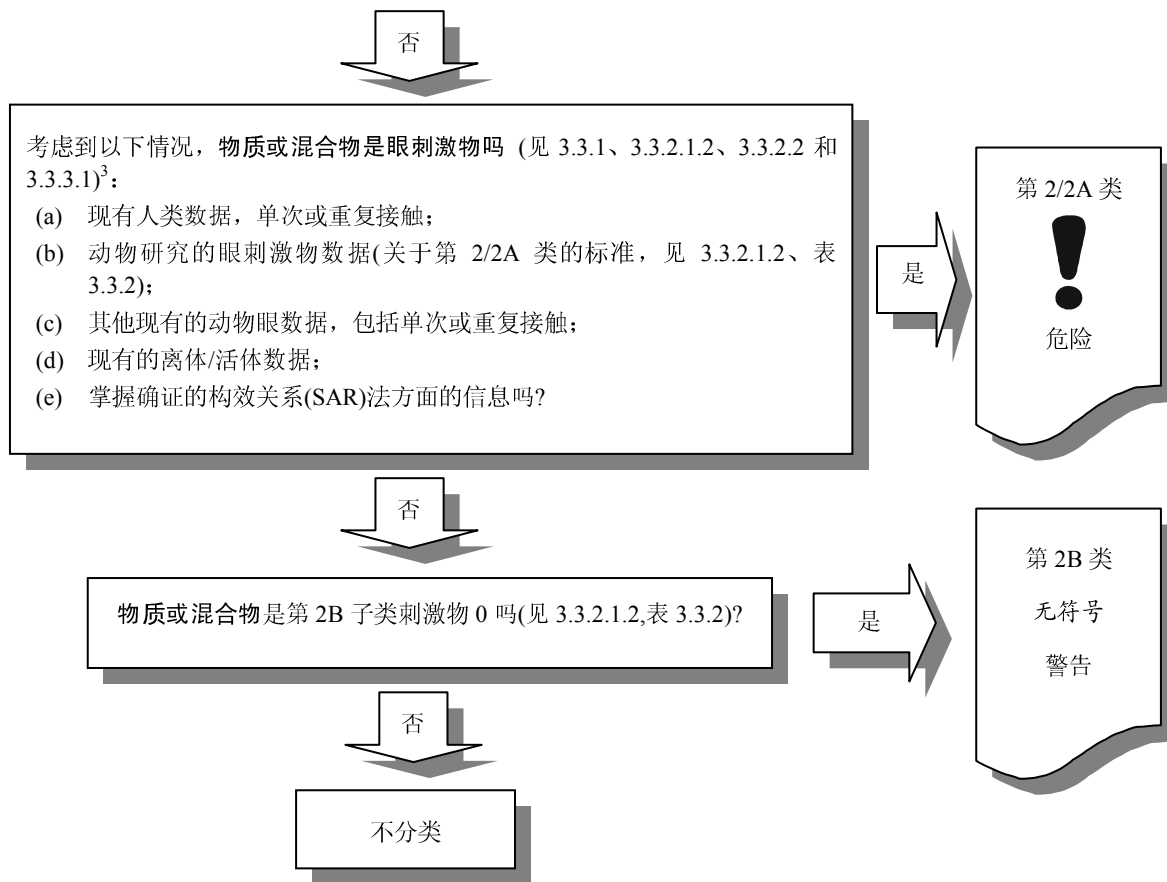 否
考虑到以下情况，物质或混合物是眼刺激物吗 (见 3.3.1、3.3.2.1.2、3.3.2.2 和
3.3.3.1)³：
(a) 现有人类数据，单次或重复接触；
(b) 动物研究的眼刺激物数据(关于第 2/2A 类的标准，见 3.3.2.1.2、表
3.3.2)；
(c) 其他现有的动物眼数据，包括单次或重复接触；
(d) 现有的离体/活体数据；
(e) 掌握确证的构效关系(SAR)法方面的信息吗?
是
第 2/2A 类
危险
否
物质或混合物是第 2B 子类刺激物 0 吗(见 3.3.2.1.2,表 3.3.2)?
是
第 2B 类
无符号
警告
否
不分类